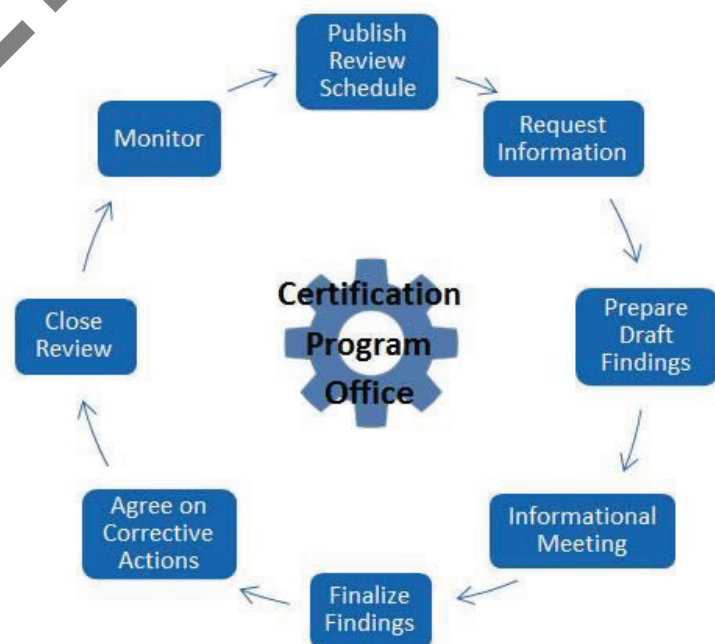 Publish
Review
Schedule
Request
Information
Prepare
Draft
Findings
Informational
Meeting
Finalize
Findings
Agree on
Corrective
Actions
Close
Review
Monitor
Certification
Program
Office